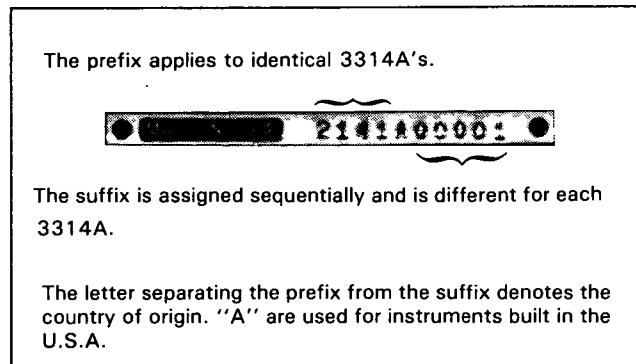 The prefix applies to identical 3314A's.
2141A00001
The suffix is assigned sequentially and is different for each
3314A.
The letter separating the prefix from the suffix denotes the
country of origin. "A" are used for instruments built in the
U.S.A.